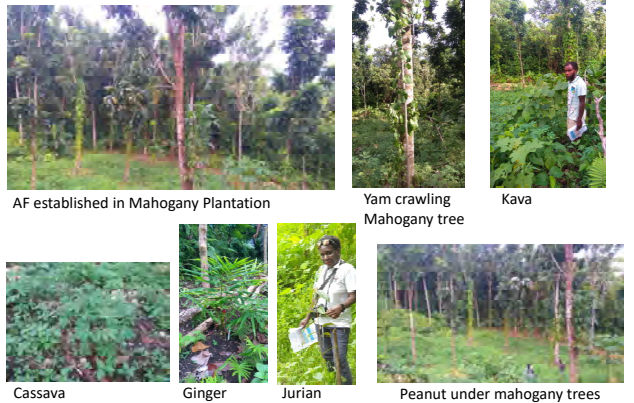 AF established in Mahogany Plantation
Yam crawling
Mahogany tree
Kava
Cassava
Ginger
Jurian
Peanut under mahogany trees